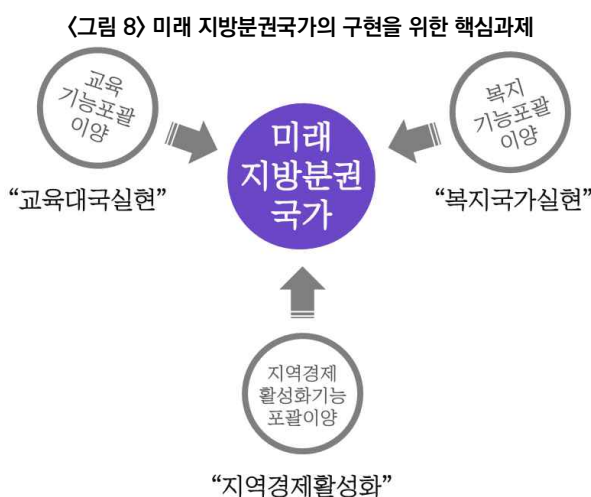 〈그림 8〉 미래 지방분권국가의 구현을 위한 핵심과제
교육
기능포괄
이양
“교육대국실현”
미래
지방분권
국가
복지
기능포괄
이양
“복지국가실현”
지역경제
활성화기능
포괄이양
“지역경제활성화”